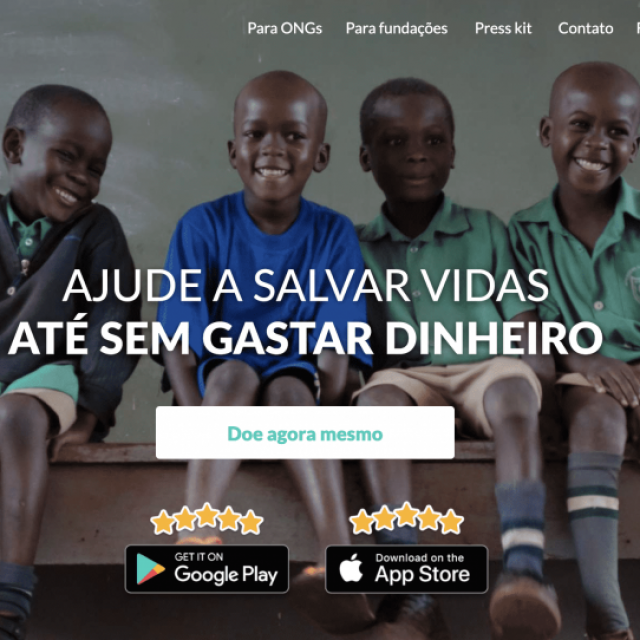 Para ONGs Para fundações Press kit Contato
AJUDE A SALVAR VIDAS
ATÉ SEM GASTAR DINHEIRO
Doe agora mesmo
GET IT ON
Google Play
Download on the
App Store